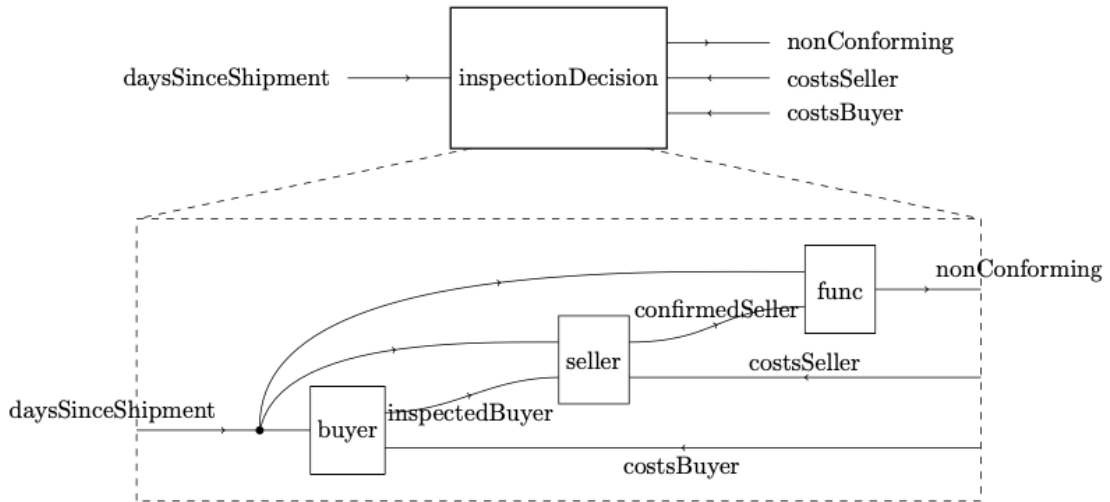 nonConforming
daysSinceShipment
inspectionDecision
costsSeller
costsBuyer
nonConforming
func
confirmedSeller
seller
costsSeller
daysSinceShipment
inspectedBuyer
buyer
costsBuyer